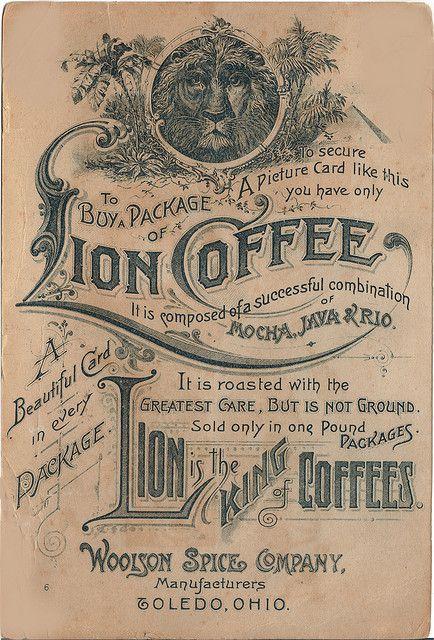 To secure
A Picture Card like this
you have only
TO
BUY A PACKAGE
OF
LION COFFEE
It is composed of a successful combination
OF
MOCHA, JAVA & RIO.
A
Beautiful Card
in every
PACKAGE.
It is roasted with the
GREATEST CARE, BUT IS NOT GROUND.
Sold only in one Pound
PACKAGES.
LION is the KING of COFFEES.
WOOLSON SPICE COMPANY,
Manufacturers
TOLEDO, OHIO.
6